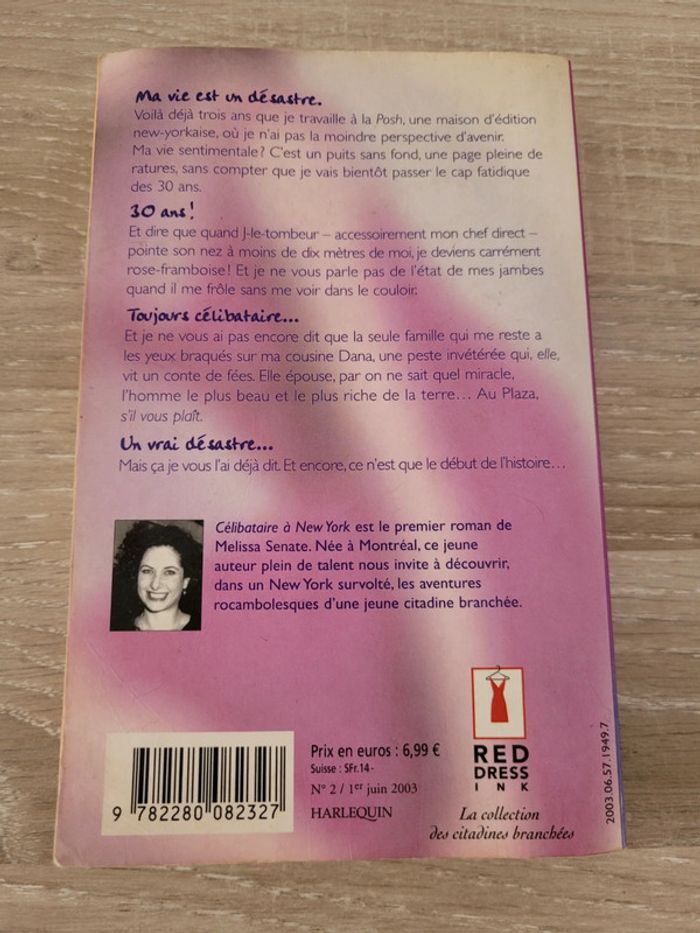 Ma vie est un désastre.
Voilà déjà trois ans que je travaille à la Posh, une maison d'édition
new-yorkaise, où je n'ai pas la moindre perspective d'avenir.
Ma vie sentimentale ? C'est un puits sans fond, une page pleine de
ratures, sans compter que je vais bientôt passer le cap fatidique
des 30 ans.
30 ans !
Et dire que quand J-le-tombeur – accessoirement mon chef direct –
pointe son nez à moins de dix mètres de moi, je deviens carrément
rose-framboise ! Et je ne vous parle pas de l'état de mes jambes
quand il me frôle sans me voir dans le couloir.
Toujours célibataire...
Et je ne vous ai pas encore dit que la seule famille qui me reste a
les yeux braqués sur ma cousine Dana, une peste invétérée qui, elle,
vit un conte de fées. Elle épouse, par on ne sait quel miracle,
l'homme le plus beau et le plus riche de la terre... Au Plaza,
s'il vous plaît.
Un vrai désastre...
Mais ça je vous l'ai déjà dit. Et encore, ce n'est que le début de l'histoire...
Célibataire à New York est le premier roman de
Melissa Senate. Née à Montréal, ce jeune
auteur plein de talent nous invite à découvrir,
dans un New York survolté, les aventures
rocambolesques d'une jeune citadine branchée.
9 782280 082327
Prix en euros : 6,99 €
Suisse : SFr.14-
N° 2 / 1er juin 2003
HARLEQUIN
RED
DRESS
INK
La collection
des citadines branchées
2003.06.57.1949.7